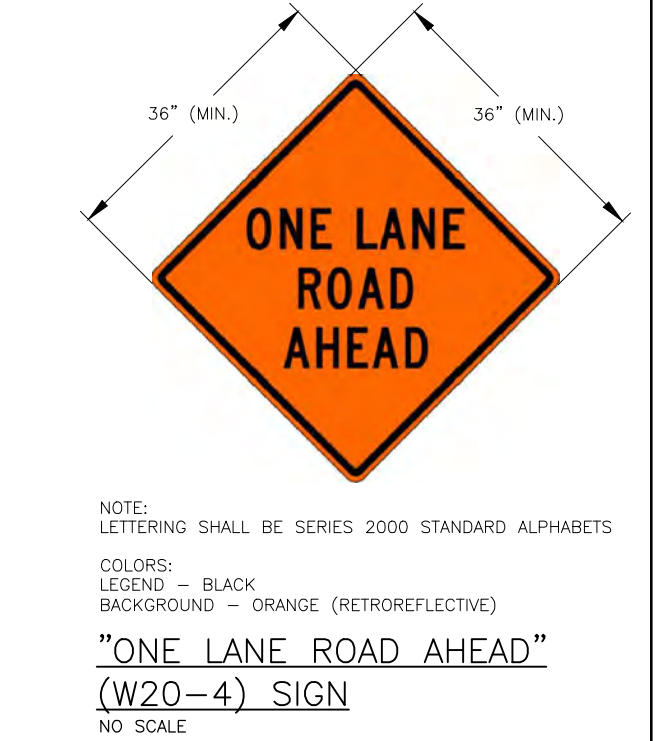 36" (MIN.)
36" (MIN.)
ONE LANE
ROAD
AHEAD
NOTE:
LETTERING SHALL BE SERIES 2000 STANDARD ALPHABETS
COLORS:
LEGEND – BLACK
BACKGROUND – ORANGE (RETROREFLECTIVE)
"ONE LANE ROAD AHEAD"
(W20–4) SIGN
NO SCALE